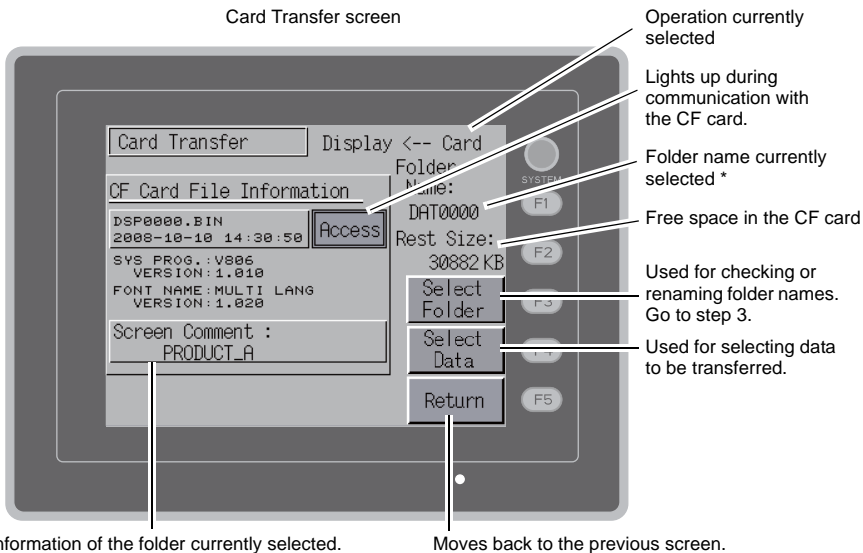 Card Transfer screen
Operation currently
selected
Lights up during
communication with
the CF card.
Folder name currently
selected *
Free space in the CF card
Used for checking or
renaming folder names.
Go to step 3.
Used for selecting data
to be transferred.
Card Transfer
Display <-- Card
Folder
Name:
DAT0000
Rest Size:
30882 KB
CF Card File Information
DSP0000.BIN
2008-10-10 14:30:50
Access
SYS PROG.:V806
VERSION:1.010
FONT NAME:MULTI LANG
VERSION:1.020
Screen Comment :
PRODUCT_A
Select
Folder
Select
Data
Return
SYSTEM
F1
F2
F3
F4
F5
nformation of the folder currently selected.
Moves back to the previous screen.